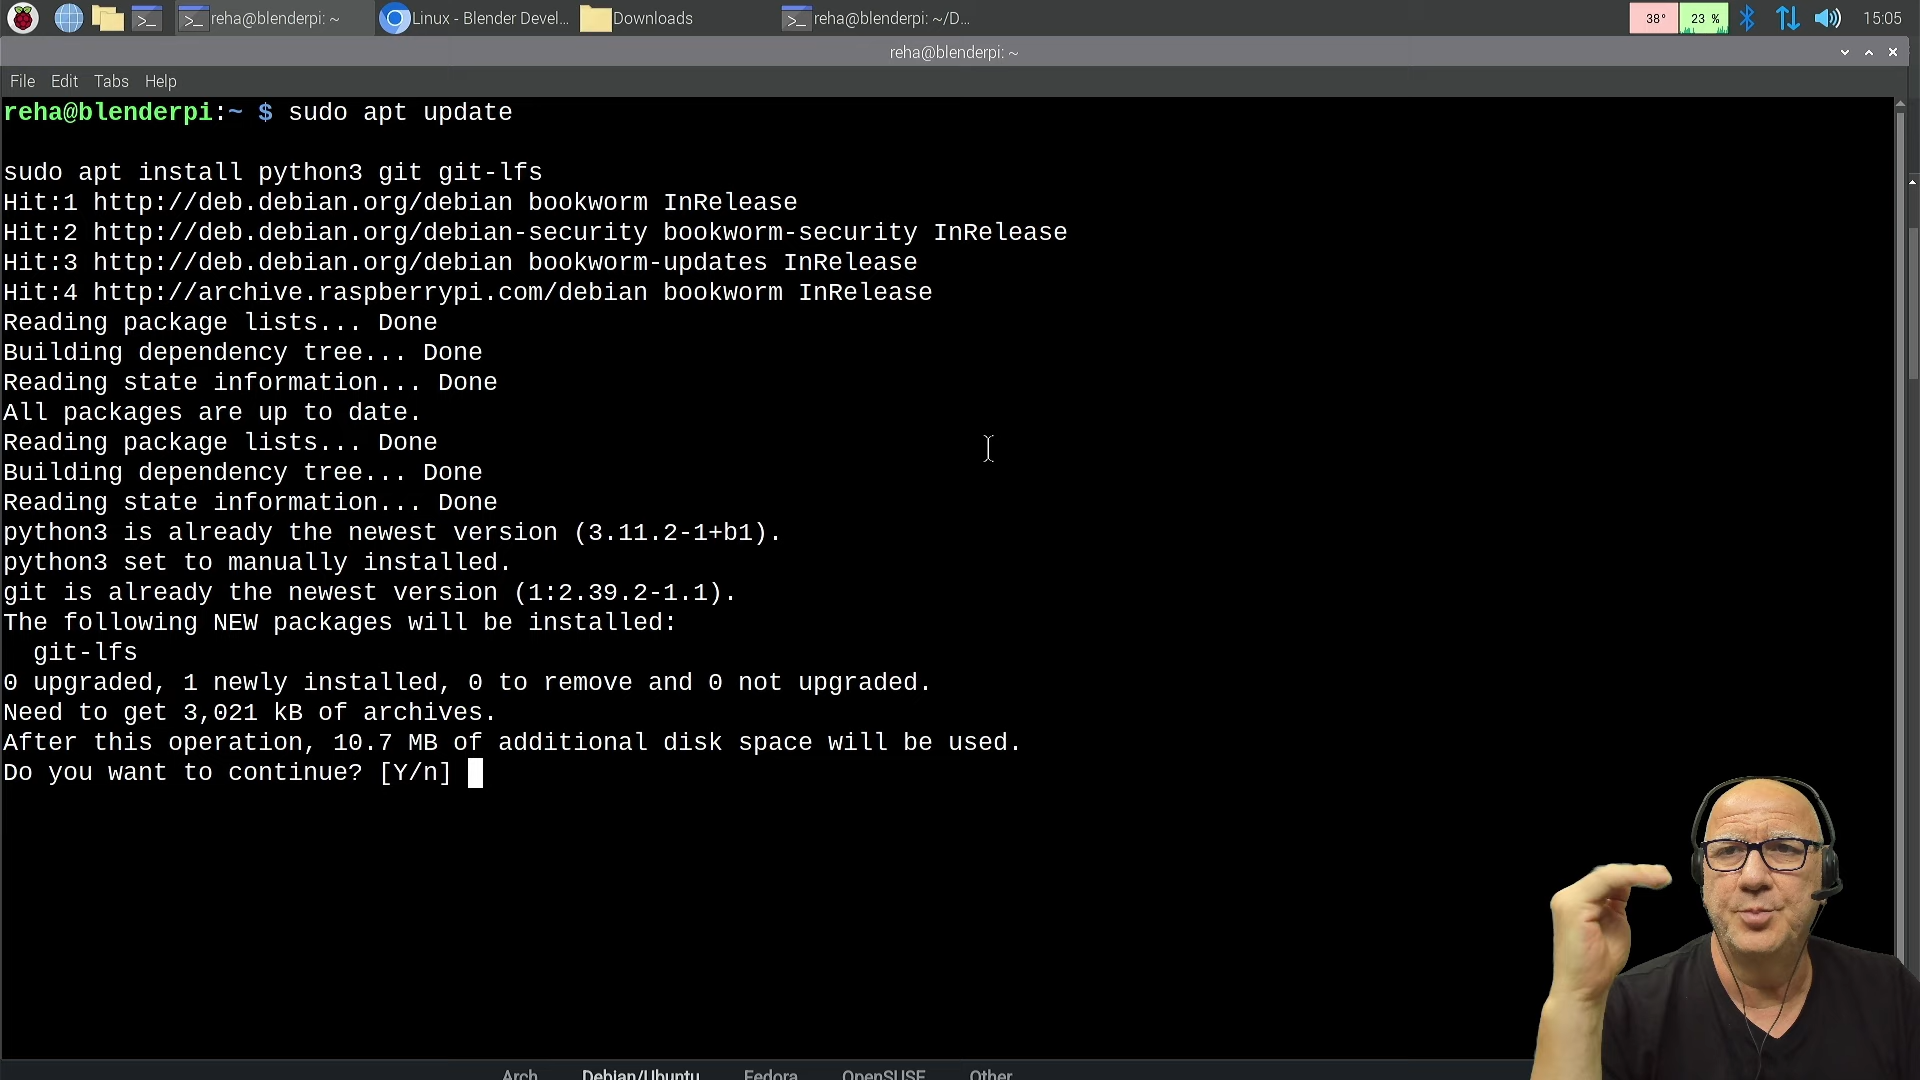 reha@blenderpi: ~
Linux - Blender Devel...
Downloads
reha@blenderpi: ~/D...
38°
23 %
15:05
reha@blenderpi: ~
File Edit Tabs Help
reha@blenderpi:~ $ sudo apt update
sudo apt install python3 git git-lfs
Hit:1 http://deb.debian.org/debian bookworm InRelease
Hit:2 http://deb.debian.org/debian-security bookworm-security InRelease
Hit:3 http://deb.debian.org/debian bookworm-updates InRelease
Hit:4 http://archive.raspberrypi.com/debian bookworm InRelease
Reading package lists... Done
Building dependency tree... Done
Reading state information... Done
All packages are up to date.
Reading package lists... Done
Building dependency tree... Done
Reading state information... Done
python3 is already the newest version (3.11.2-1+b1).
python3 set to manually installed.
git is already the newest version (1:2.39.2-1.1).
The following NEW packages will be installed:
  git-lfs
0 upgraded, 1 newly installed, 0 to remove and 0 not upgraded.
Need to get 3,021 kB of archives.
After this operation, 10.7 MB of additional disk space will be used.
Do you want to continue? [Y/n]
Arch Debian/Ubuntu Fedora OpenSUSE Other